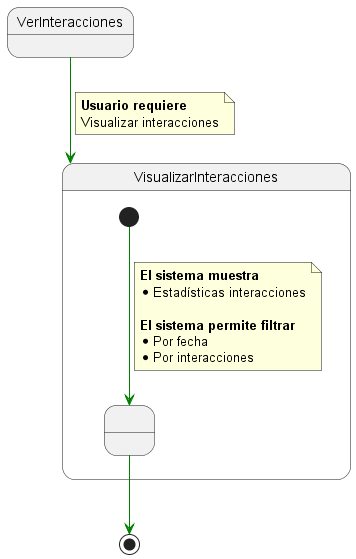 VerInteracciones
Usuario requiere
Visualizar interacciones
VisualizarInteracciones
El sistema muestra
• Estadísticas interacciones
El sistema permite filtrar
• Por fecha
• Por interacciones